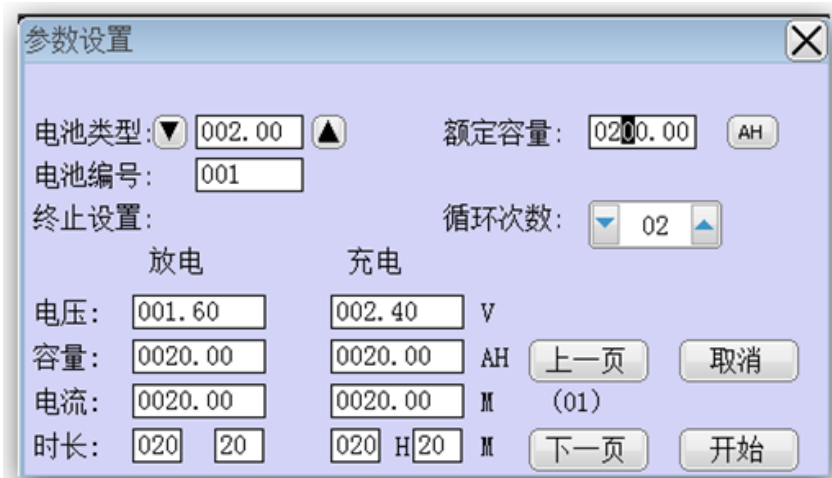 参数设置
电池类型: 002.00 额定容量: 0200.00 AH
电池编号: 001
终止设置: 循环次数: 02
放电 充电
电压: 001.60 002.40 V
容量: 0020.00 0020.00 AH 上一页 取消
电流: 0020.00 0020.00 M (01)
时长: 020 20 020 H 20 M 下一页 开始